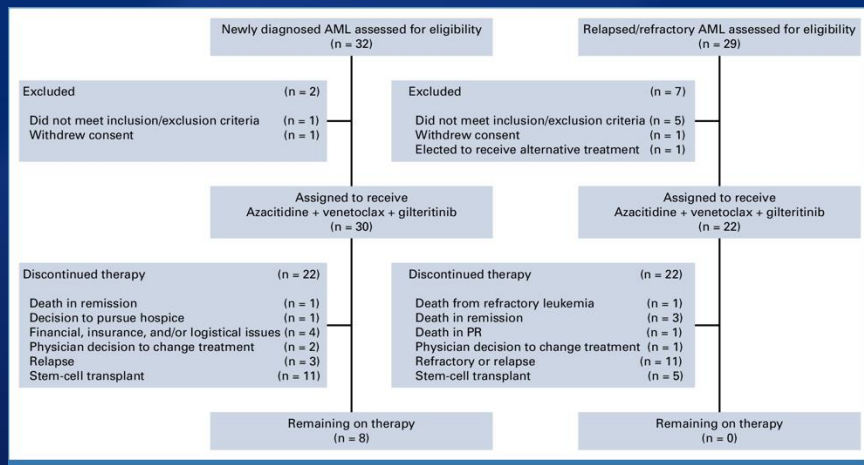 Newly diagnosed AML assessed for eligibility
(n = 32)
Relapsed/refractory AML assessed for eligibility
(n = 29)
Excluded (n = 2)
Did not meet inclusion/exclusion criteria (n = 1)
Withdrew consent (n = 1)
Excluded (n = 7)
Did not meet inclusion/exclusion criteria (n = 5)
Withdrew consent (n = 1)
Elected to receive alternative treatment (n = 1)
Assigned to receive
Azacitidine + venetoclax + gilteritinib
(n = 30)
Assigned to receive
Azacitidine + venetoclax + gilteritinib
(n = 22)
Discontinued therapy (n = 22)
Death in remission (n = 1)
Decision to pursue hospice (n = 1)
Financial, insurance, and/or logistical issues (n = 4)
Physician decision to change treatment (n = 2)
Relapse (n = 3)
Stem-cell transplant (n = 11)
Discontinued therapy (n = 22)
Death from refractory leukemia (n = 1)
Death in remission (n = 3)
Death in PR (n = 1)
Physician decision to change treatment (n = 1)
Refractory or relapse (n = 11)
Stem-cell transplant (n = 5)
Remaining on therapy
(n = 8)
Remaining on therapy
(n = 0)